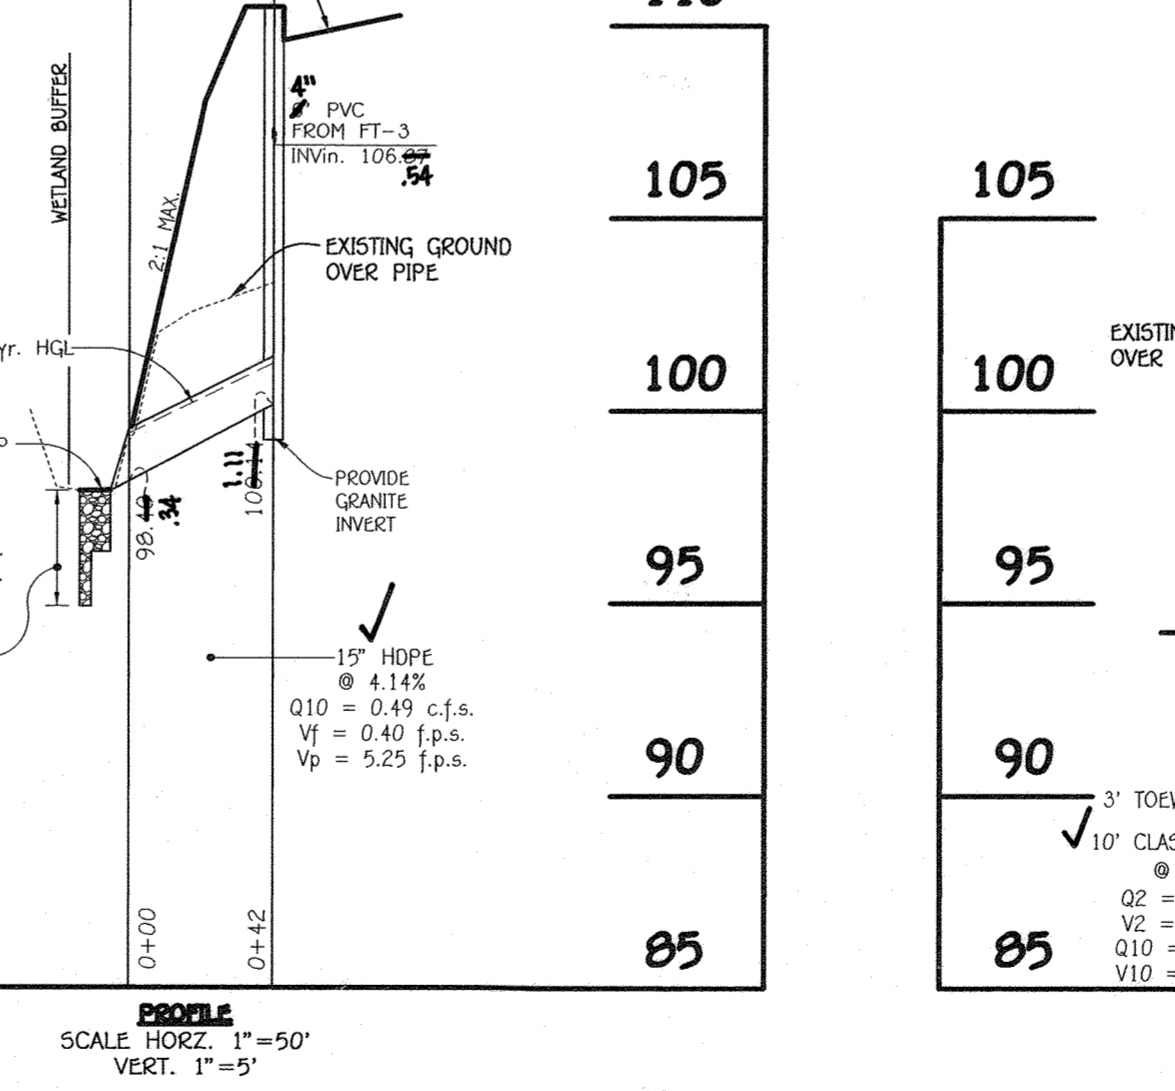 WETLAND BUFFER
2:1 MAX.
4"
PVC
FROM FT-3
INVin. 106.87
.54
EXISTING GROUND
OVER PIPE
yr. HGL
98.40
.34
1.11
100.14
PROVIDE
GRANITE
INVERT
15" HDPE
@ 4.14%
Q10 = 0.49 c.f.s.
Vf = 0.40 f.p.s.
Vp = 5.25 f.p.s.
0+00
0+42
PROFILE
SCALE HORZ. 1"=50'
VERT. 1"=5'
105
100
95
90
85
105
100
95
90
85
OVER
3'
10'
@
Q2 =
V2 =
Q10 =
V10 =